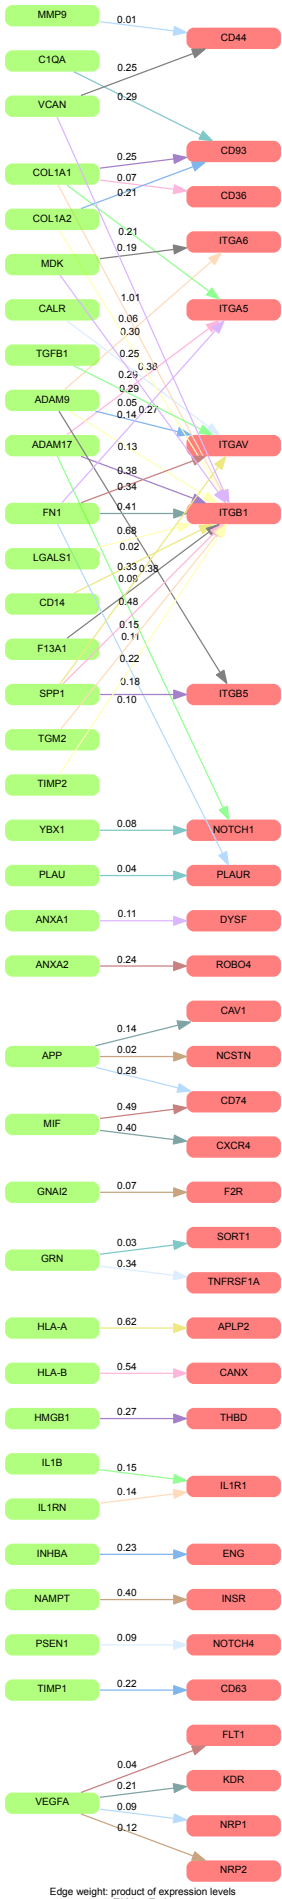 MMP9
0.01
CD44
C1QA
0.25
VCAN
0.29
CD93
COL1A1
0.25
0.07
CD36
0.21
COL1A2
0.21
ITGA6
MDK
0.19
1.01
CALR
ITGA5
0.06
0.30
TGFB1
0.25
0.38
0.29
0.29
ADAM9
0.05
0.14
0.27
ADAM17
0.13
ITGAV
0.38
0.34
FN1
0.41
ITGB1
0.68
LGALS1
0.02
0.33
0.38
0.09
CD14
0.48
F13A1
0.15
0.11
0.22
SPP1
0.18
ITGB5
0.10
TGM2
TIMP2
YBX1
0.08
NOTCH1
PLAU
0.04
PLAUR
ANXA1
0.11
DYSF
ANXA2
0.24
ROBO4
CAV1
0.14
APP
0.02
NCSTN
0.28
CD74
0.49
MIF
0.40
CXCR4
GNAI2
0.07
F2R
SORT1
0.03
GRN
0.34
TNFRSF1A
HLA-A
0.62
APLP2
HLA-B
0.54
CANX
HMGB1
0.27
THBD
IL1B
0.15
IL1R1
0.14
IL1RN
INHBA
0.23
ENG
NAMPT
0.40
INSR
PSEN1
0.09
NOTCH4
TIMP1
0.22
CD63
FLT1
0.04
KDR
0.21
VEGFA
0.09
NRP1
0.12
NRP2
Edge weight: product of expression levels